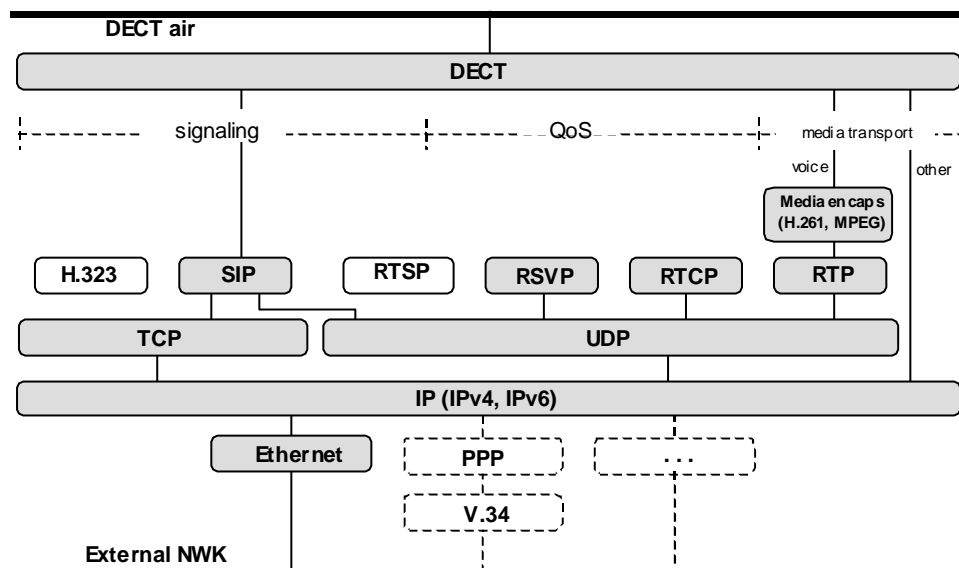 DECT air
DECT
signaling
QoS
media transport
voice
other
Media encaps
(H.261, MPEG)
H.323
SIP
RTSP
RSVP
RTCP
RTP
TCP
UDP
IP (IPv4, IPv6)
Ethernet
PPP
...
V.34
External NWK